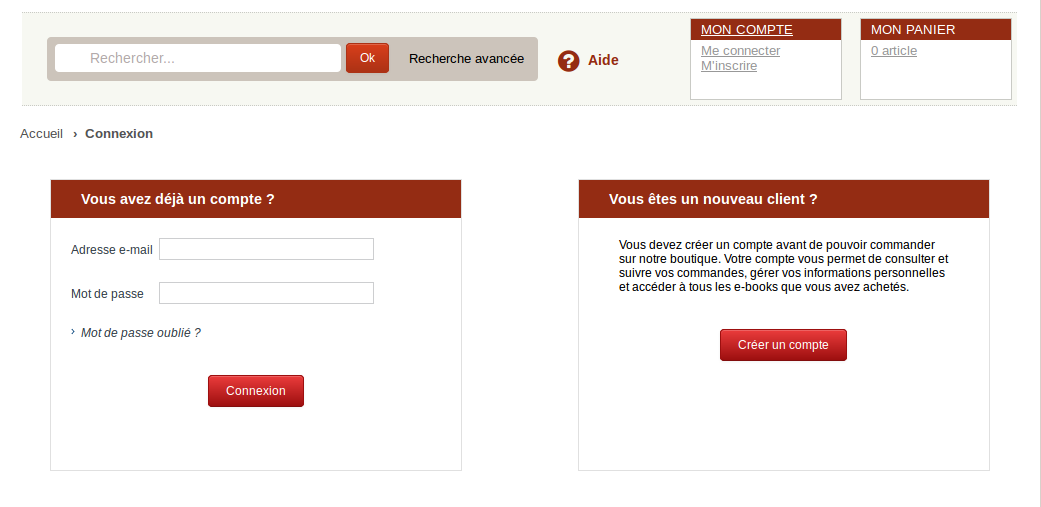 Rechercher...
Ok
Recherche avancée
? Aide
MON COMPTE
Me connecter
M'inscrire
MON PANIER
0 article
Accueil › Connexion
Vous avez déjà un compte ?
Adresse e-mail
Mot de passe
› Mot de passe oublié ?
Connexion
Vous êtes un nouveau client ?
Vous devez créer un compte avant de pouvoir commander
sur notre boutique. Votre compte vous permet de consulter et
suivre vos commandes, gérer vos informations personnelles
et accéder à tous les e-books que vous avez achetés.
Créer un compte